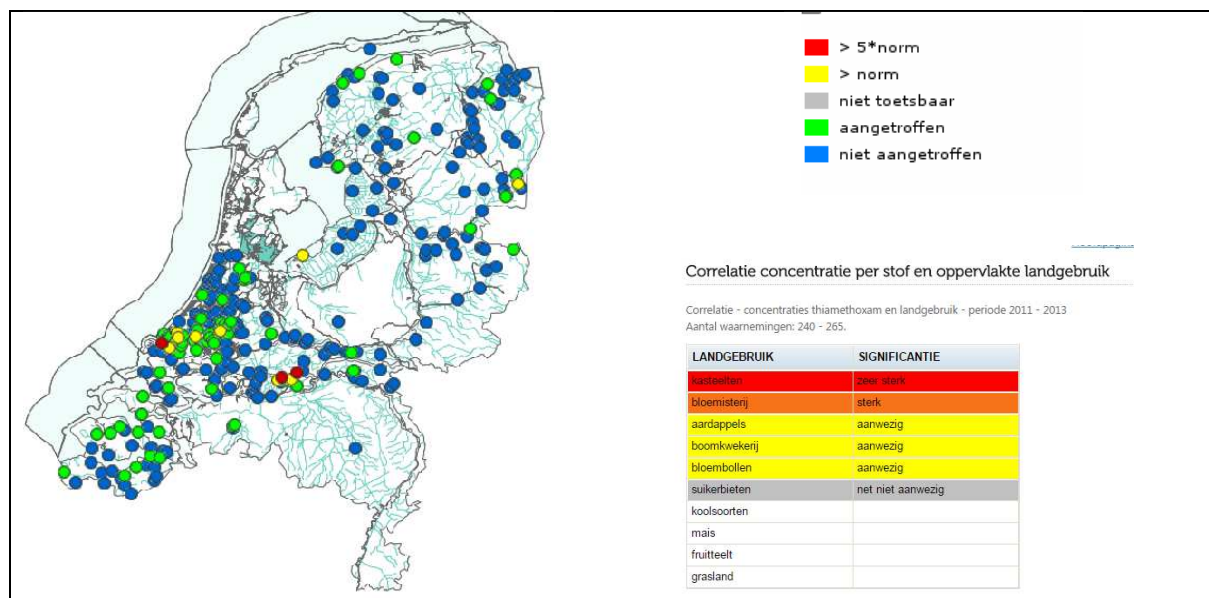 > 5*norm
> norm
niet toetsbaar
aangetroffen
niet aangetroffen
Correlatie concentratie per stof en oppervlakte landgebruik
Correlatie - concentraties thiamethoxam en landgebruik - periode 2011 - 2013
Aantal waarnemingen: 240 - 265.
LANDGEBRUIK SIGNIFICANTIE
kasteelten zeer sterk
bloemisterij sterk
aardappels aanwezig
boomkwekerij aanwezig
bloembollen aanwezig
suikerbieten net niet aanwezig
koolsoorten
mais
fruitteelt
grasland